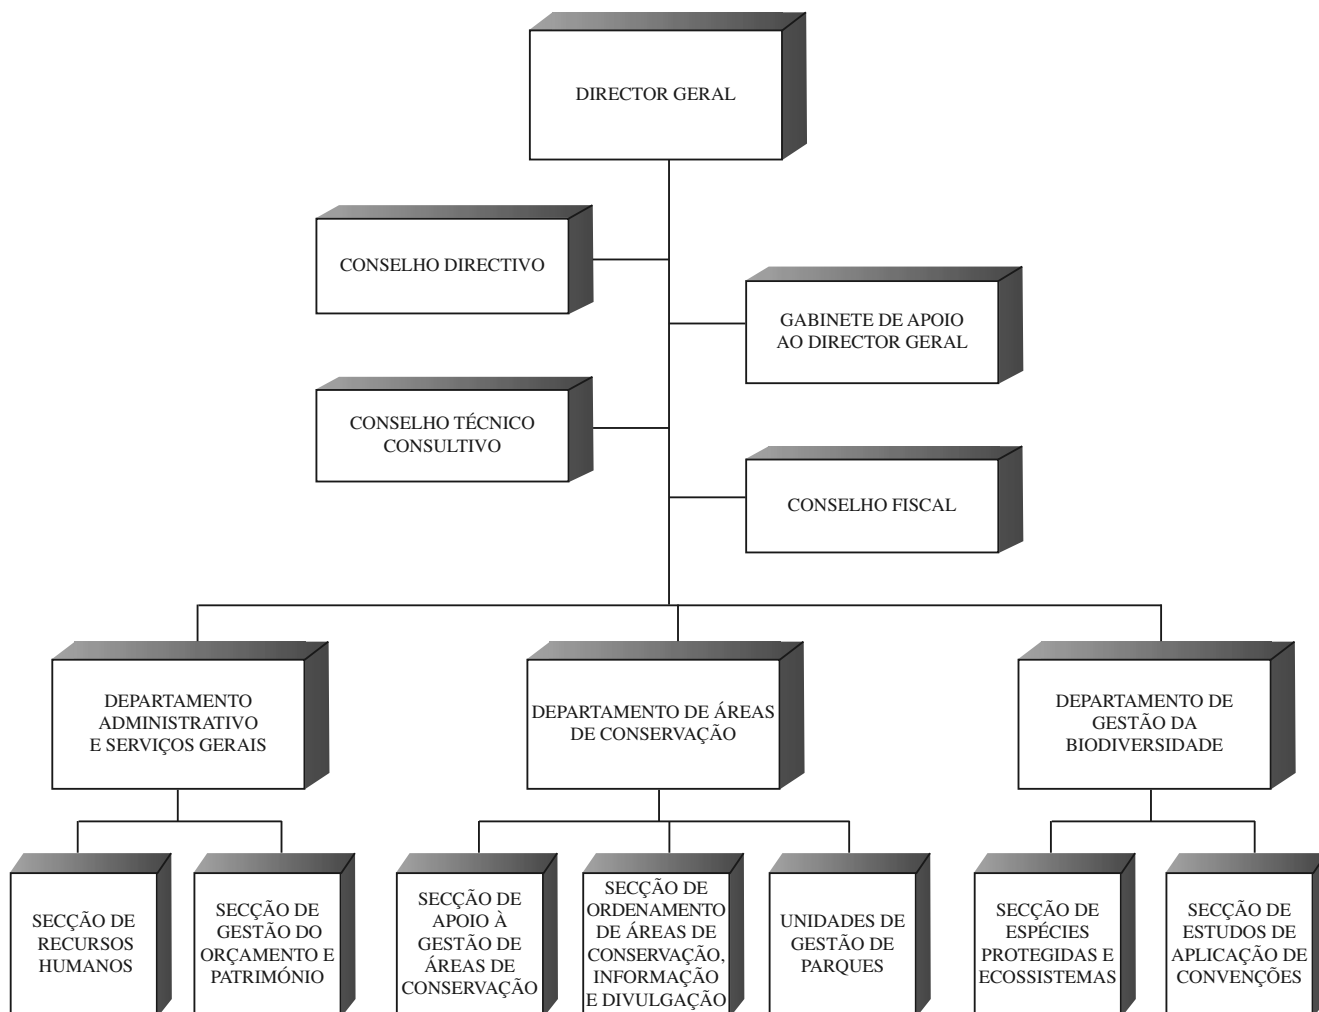 DIRECTOR GERAL
CONSELHO DIRECTIVO
GABINETE DE APOIO
AO DIRECTOR GERAL
CONSELHO TÉCNICO
CONSULTIVO
CONSELHO FISCAL
DEPARTAMENTO
ADMINISTRATIVO
E SERVIÇOS GERAIS
DEPARTAMENTO DE ÁREAS
DE CONSERVAÇÃO
DEPARTAMENTO DE
GESTÃO DA
BIODIVERSIDADE
SECÇÃO DE
RECURSOS
HUMANOS
SECÇÃO DE
GESTÃO DO
ORÇAMENTO E
PATRIMÓNIO
SECÇÃO DE
APOIO À
GESTÃO DE
ÁREAS DE
CONSERVAÇÃO
SECÇÃO DE
ORDENAMENTO
DE ÁREAS DE
CONSERVAÇÃO,
INFORMAÇÃO
E DIVULGAÇÃO
UNIDADES DE
GESTÃO DE
PARQUES
SECÇÃO DE
ESPÉCIES
PROTEGIDAS E
ECOSSISTEMAS
SECÇÃO DE
ESTUDOS DE
APLICAÇÃO DE
CONVENÇÕES